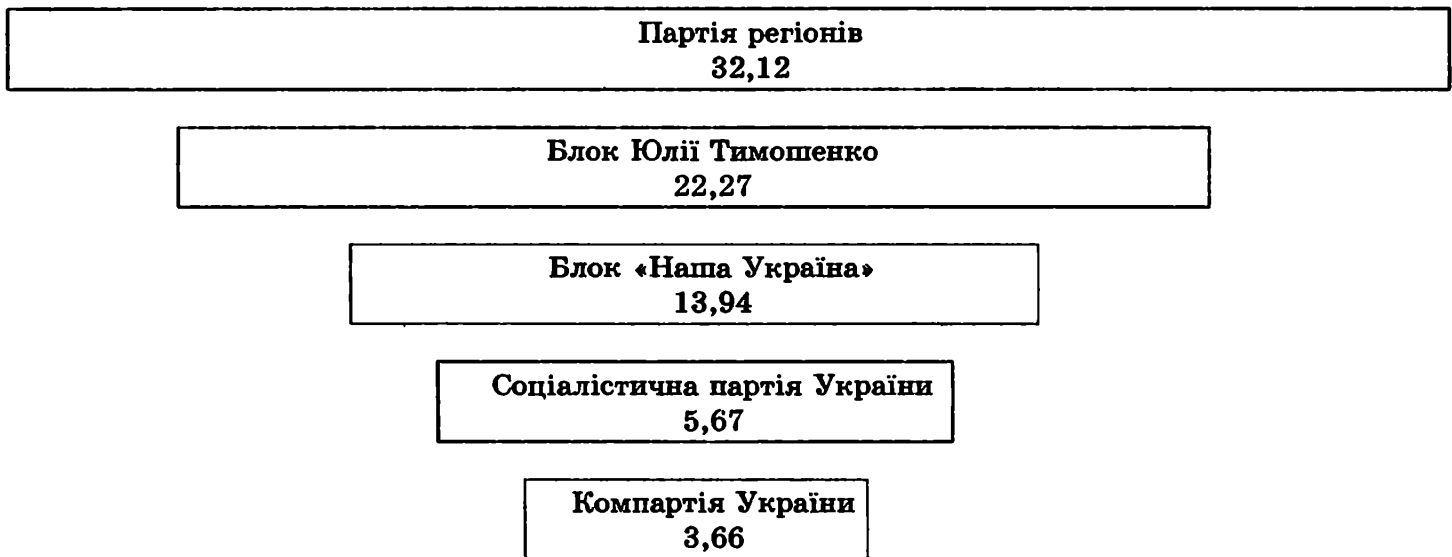 Партія регіонів
32,12
Блок Юлії Тимошенко
22,27
Блок «Наша Україна»
13,94
Соціалістична партія України
5,67
Компартія України
3,66